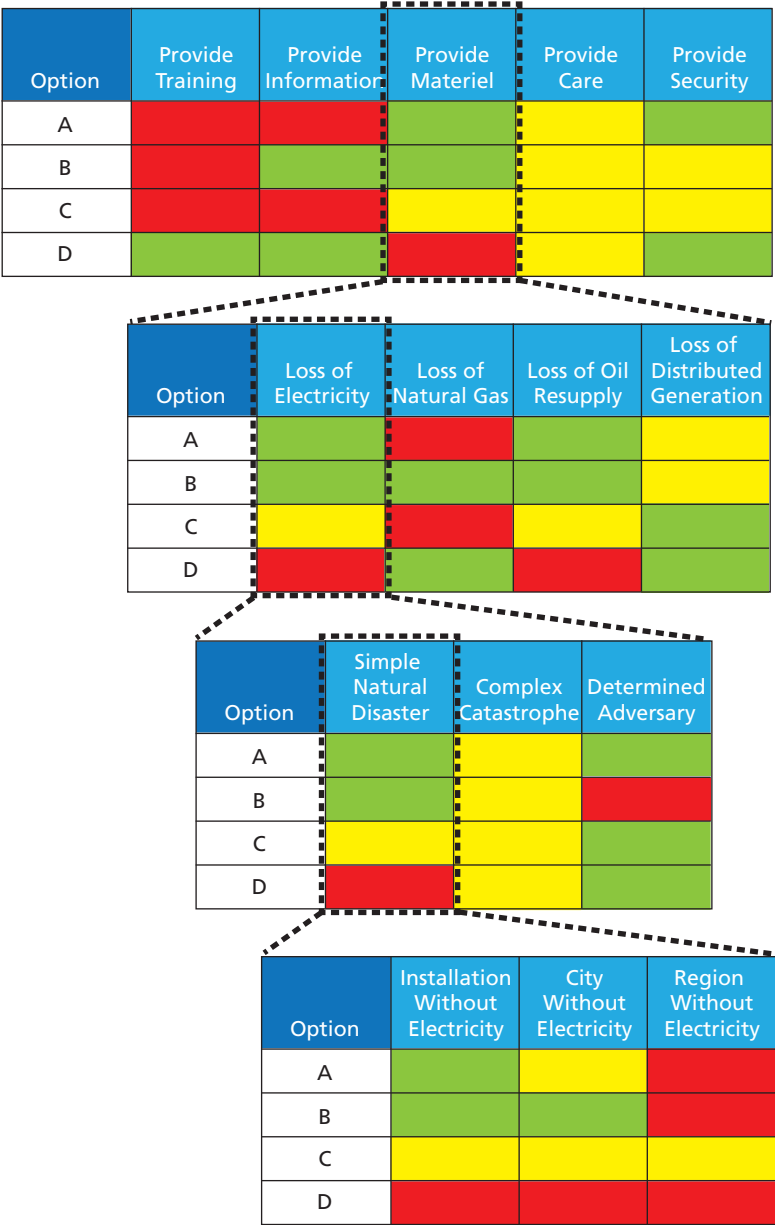 Option
Provide
Training
Provide
Information
Provide
Materiel
Provide
Care
Provide
Security
A
B
C
D
Option
Loss of
Electricity
Loss of
Natural Gas
Loss of Oil
Resupply
Loss of
Distributed
Generation
A
B
C
D
Option
Simple
Natural
Disaster
Complex
Catastrophe
Determined
Adversary
A
B
C
D
Option
Installation
Without
Electricity
City
Without
Electricity
Region
Without
Electricity
A
B
C
D